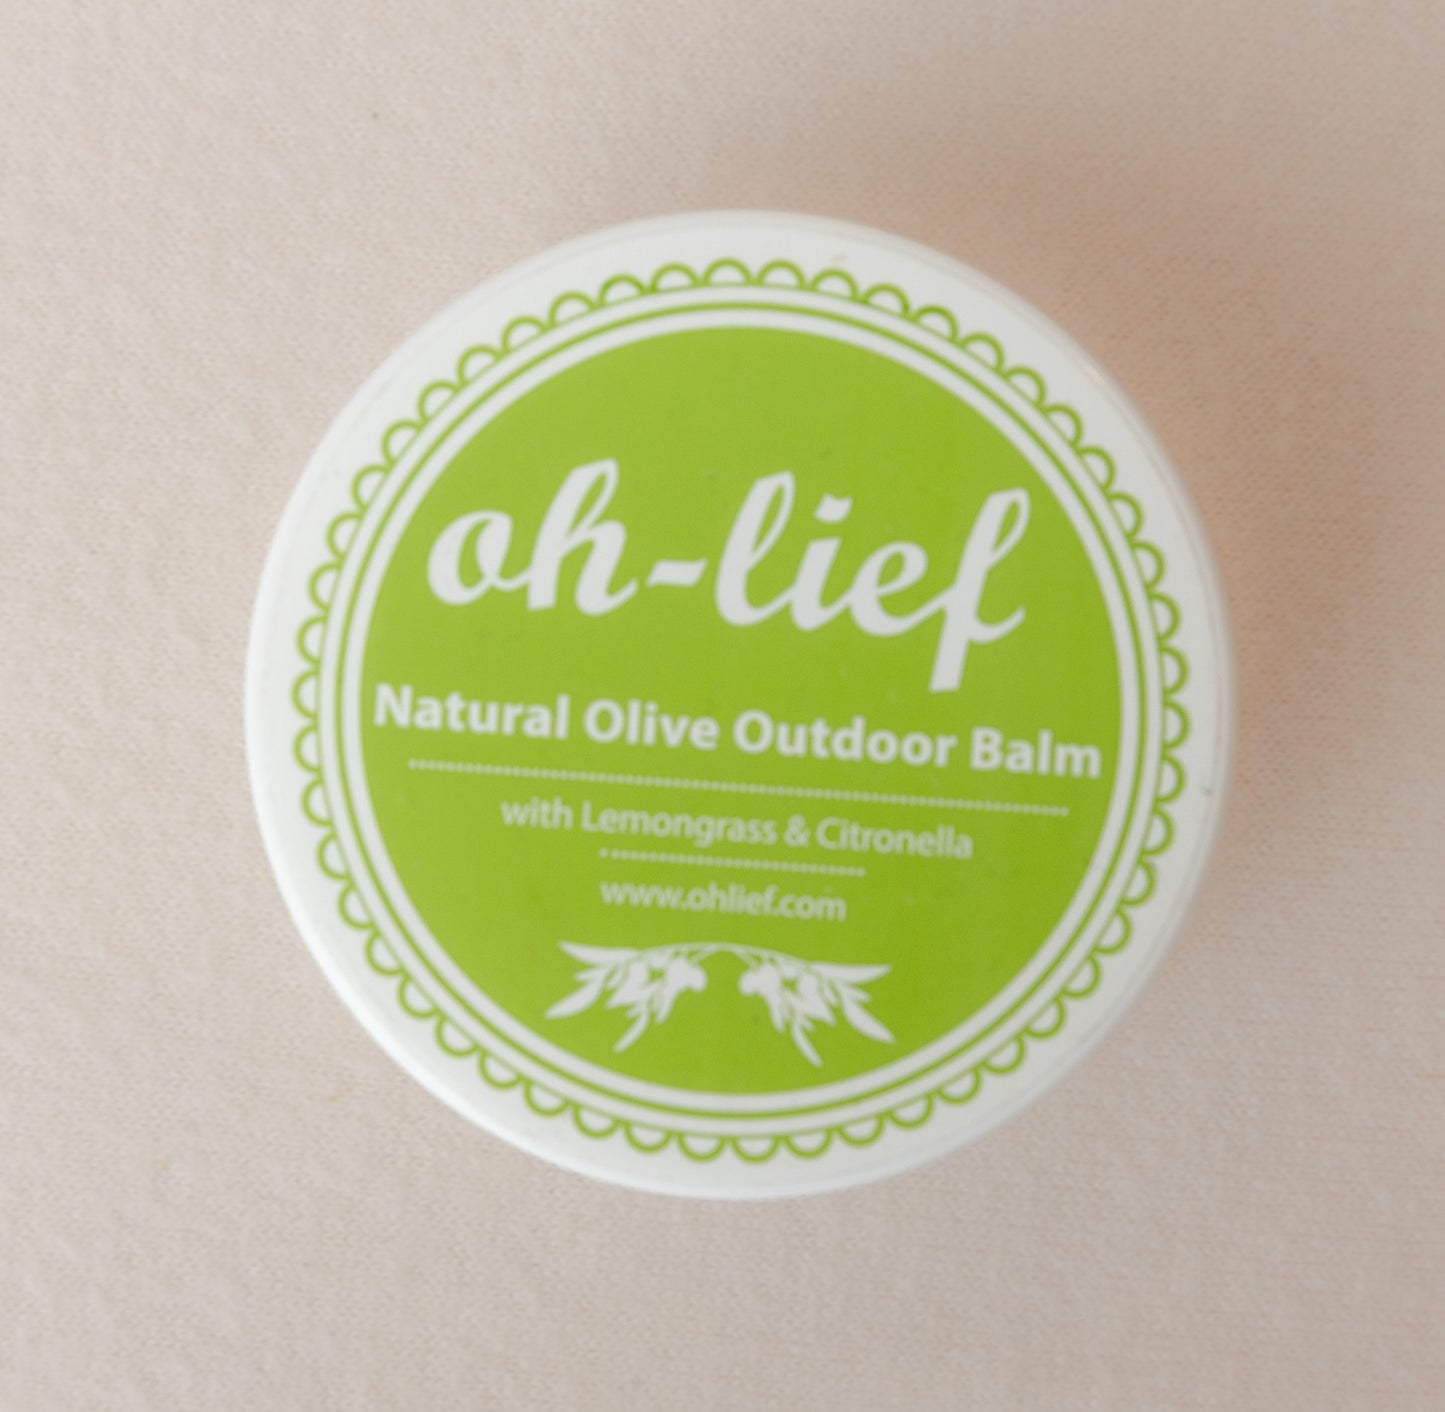 oh-lief
Natural Olive Outdoor Balm
with Lemongrass & Citronella
www.ohlief.com